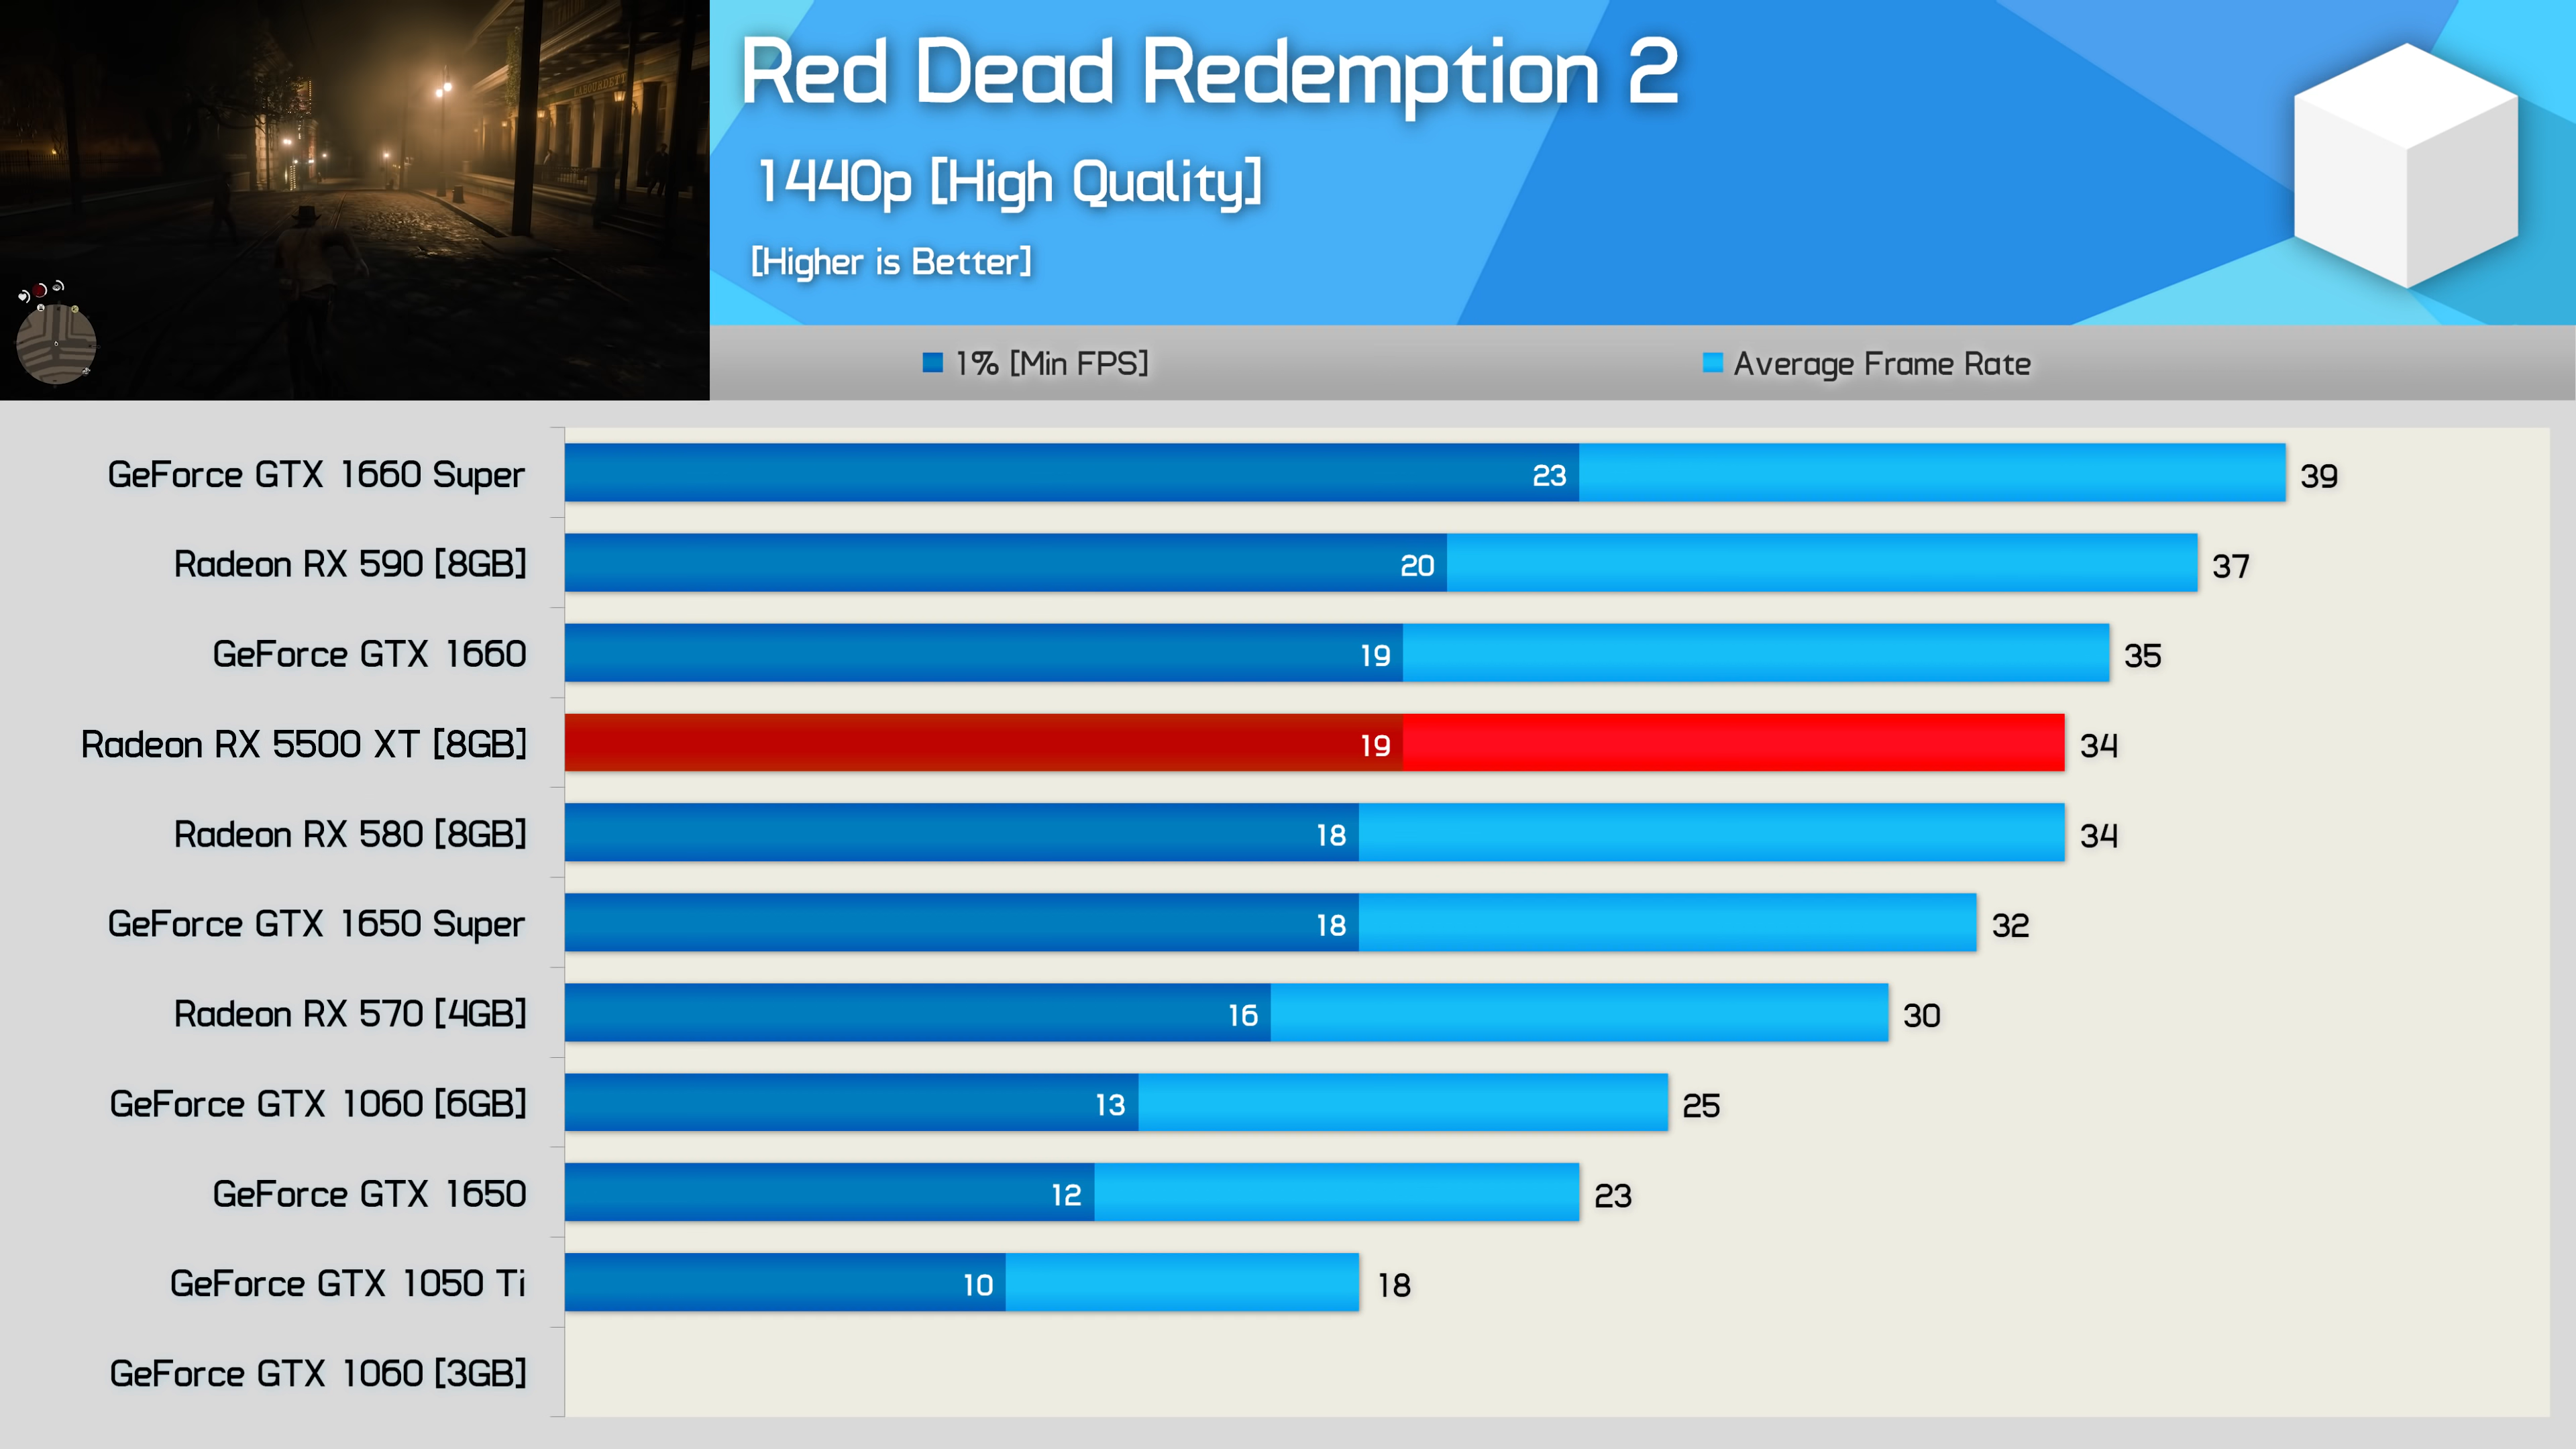 Red Dead Redemption 2
1440p [High Quality]
[Higher is Better]
1% [Min FPS]
Average Frame Rate
GeForce GTX 1660 Super 23 39
Radeon RX 590 [8GB] 20 37
GeForce GTX 1660 19 35
Radeon RX 5500 XT [8GB] 19 34
Radeon RX 580 [8GB] 18 34
GeForce GTX 1650 Super 18 32
Radeon RX 570 [4GB] 16 30
GeForce GTX 1060 [6GB] 13 25
GeForce GTX 1650 12 23
GeForce GTX 1050 Ti 10 18
GeForce GTX 1060 [3GB]